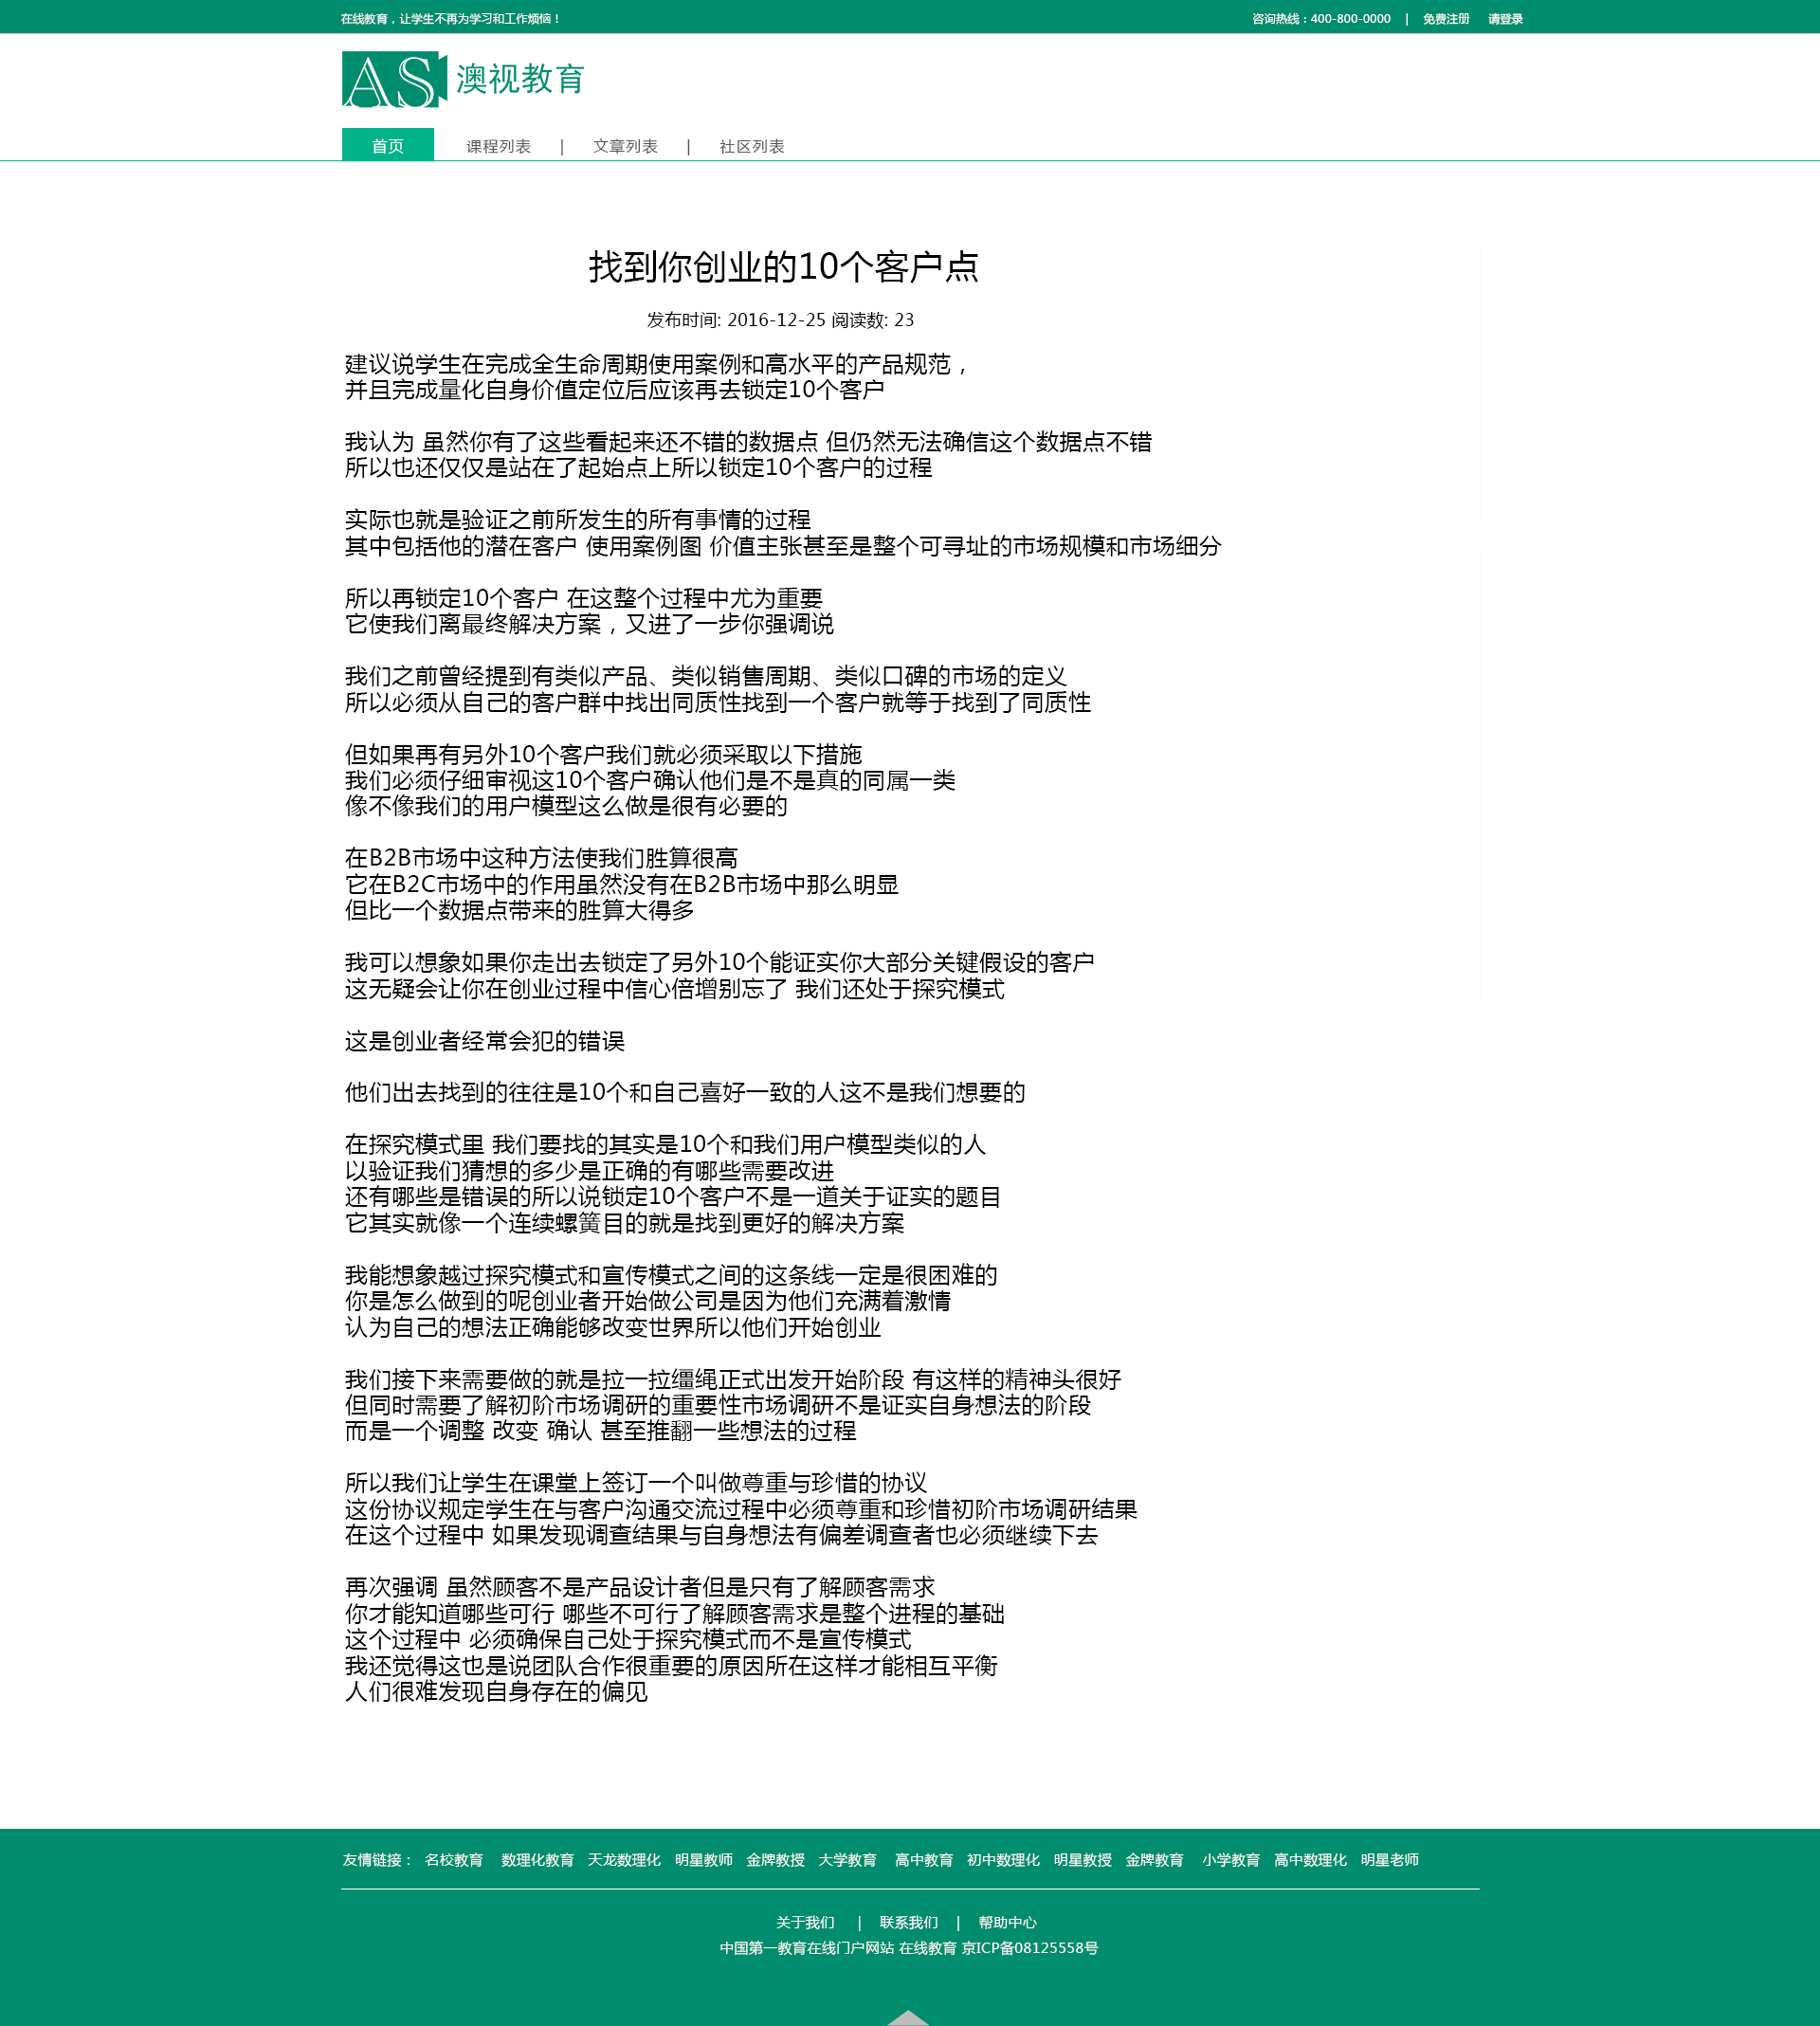 在线教育，让学生不再为学习和工作烦恼！
咨询热线：400-800-0000 | 免费注册 请登录
AS 澳视教育
首页 课程列表 | 文章列表 | 社区列表
找到你创业的10个客户点
发布时间: 2016-12-25 阅读数: 23
建议说学生在完成全生命周期使用案例和高水平的产品规范，
并且完成量化自身价值定位后应该再去锁定10个客户
我认为 虽然你有了这些看起来还不错的数据点 但仍然无法确信这个数据点不错
所以也还仅仅是站在了起始点上所以锁定10个客户的过程
实际也就是验证之前所发生的所有事情的过程
其中包括他的潜在客户 使用案例图 价值主张甚至是整个可寻址的市场规模和市场细分
所以再锁定10个客户 在这整个过程中尤为重要
它使我们离最终解决方案，又进了一步你强调说
我们之前曾经提到有类似产品、类似销售周期、类似口碑的市场的定义
所以必须从自己的客户群中找出同质性找到一个客户就等于找到了同质性
但如果再有另外10个客户我们就必须采取以下措施
我们必须仔细审视这10个客户确认他们是不是真的同属一类
像不像我们的用户模型这么做是很有必要的
在B2B市场中这种方法使我们胜算很高
它在B2C市场中的作用虽然没有在B2B市场中那么明显
但比一个数据点带来的胜算大得多
我可以想象如果你走出去锁定了另外10个能证实你大部分关键假设的客户
这无疑会让你在创业过程中信心倍增别忘了 我们还处于探究模式
这是创业者经常会犯的错误
他们出去找到的往往是10个和自己喜好一致的人这不是我们想要的
在探究模式里 我们要找的其实是10个和我们用户模型类似的人
以验证我们猜想的多少是正确的有哪些需要改进
还有哪些是错误的所以说锁定10个客户不是一道关于证实的题目
它其实就像一个连续螺簧目的就是找到更好的解决方案
我能想象越过探究模式和宣传模式之间的这条线一定是很困难的
你是怎么做到的呢创业者开始做公司是因为他们充满着激情
认为自己的想法正确能够改变世界所以他们开始创业
我们接下来需要做的就是拉一拉缰绳正式出发开始阶段 有这样的精神头很好
但同时需要了解初阶市场调研的重要性市场调研不是证实自身想法的阶段
而是一个调整 改变 确认 甚至推翻一些想法的过程
所以我们让学生在课堂上签订一个叫做尊重与珍惜的协议
这份协议规定学生在与客户沟通交流过程中必须尊重和珍惜初阶市场调研结果
在这个过程中 如果发现调查结果与自身想法有偏差调查者也必须继续下去
再次强调 虽然顾客不是产品设计者但是只有了解顾客需求
你才能知道哪些可行 哪些不可行了解顾客需求是整个进程的基础
这个过程中 必须确保自己处于探究模式而不是宣传模式
我还觉得这也是说团队合作很重要的原因所在这样才能相互平衡
人们很难发现自身存在的偏见
友情链接： 名校教育 数理化教育 天龙数理化 明星教师 金牌教授 大学教育 高中教育 初中数理化 明星教授 金牌教育 小学教育 高中数理化 明星老师
关于我们 | 联系我们 | 帮助中心
中国第一教育在线门户网站 在线教育 京ICP备08125558号